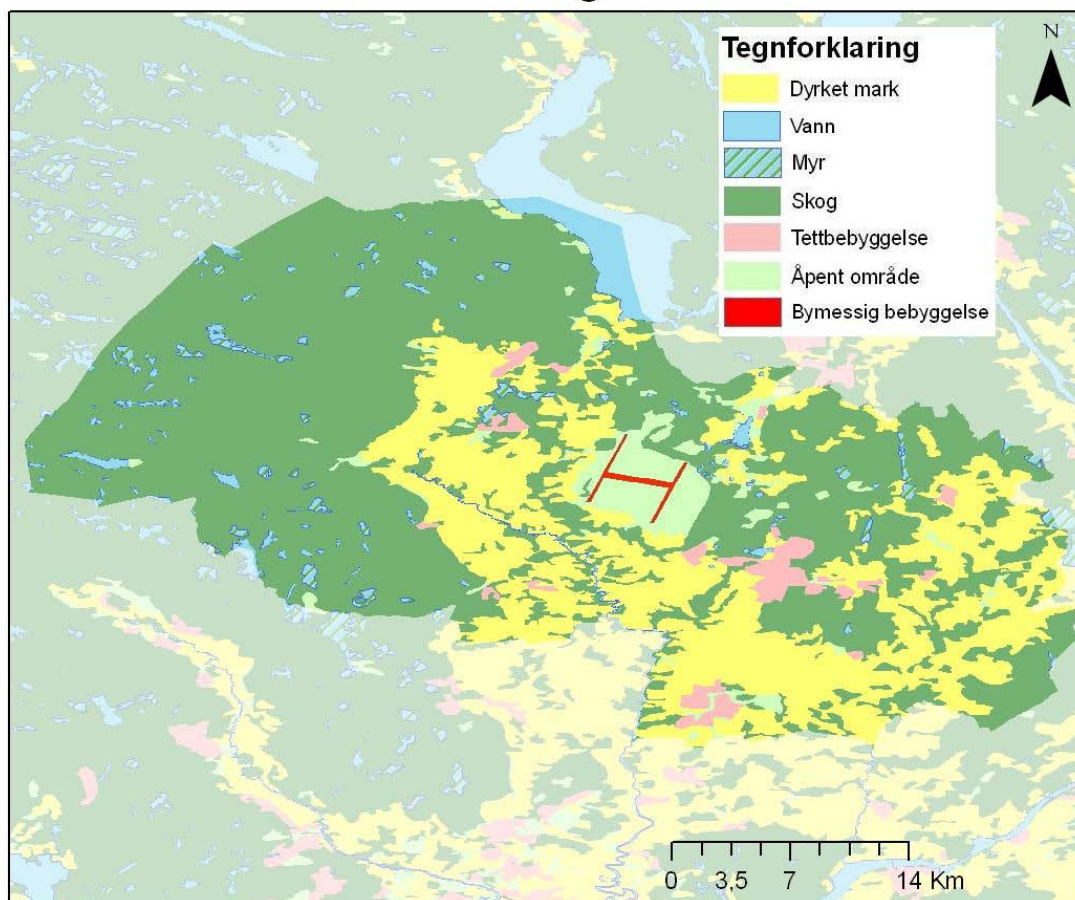 Tegnforklaring
N
Dyrket mark
Vann
Myr
Skog
Tettbebyggelse
Åpent område
Bymessig bebyggelse
0 3,5 7 14 Km